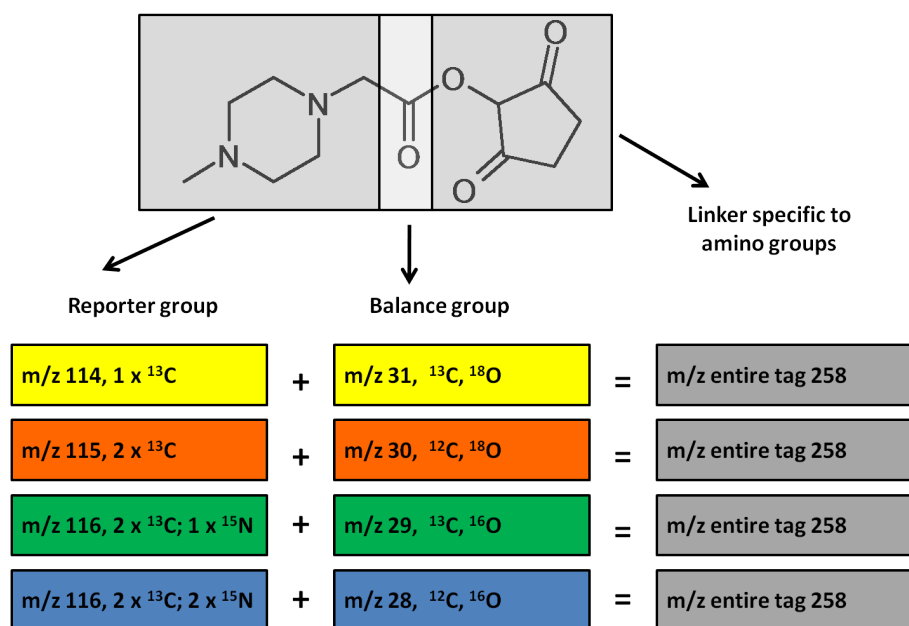 O
N
O
N
O
O
Linker specific to
amino groups
Reporter group
Balance group
m/z 114, 1 x ¹³C
+
m/z 31, ¹³C, ¹⁸O
=
m/z entire tag 258
m/z 115, 2 x ¹³C
+
m/z 30, ¹²C, ¹⁸O
=
m/z entire tag 258
m/z 116, 2 x ¹³C; 1 x ¹⁵N
+
m/z 29, ¹³C, ¹⁶O
=
m/z entire tag 258
m/z 116, 2 x ¹³C; 2 x ¹⁵N
+
m/z 28, ¹²C, ¹⁶O
=
m/z entire tag 258